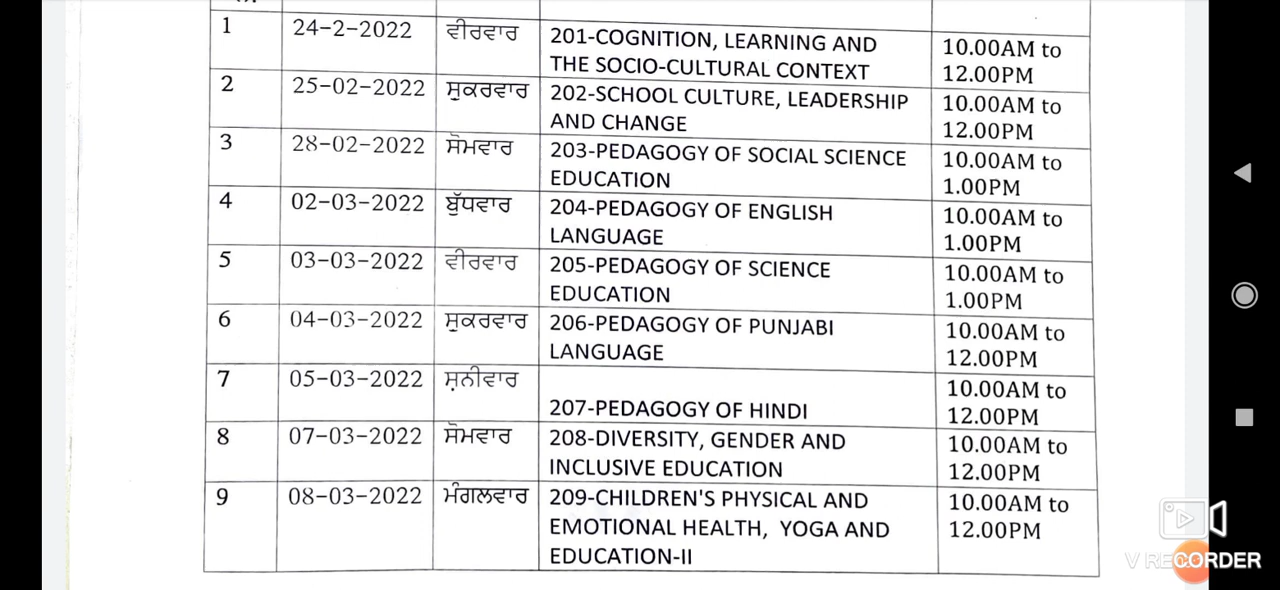 1 24-2-2022 ਵੀਰਵਾਰ 201-COGNITION, LEARNING AND 10.00AM to
THE SOCIO-CULTURAL CONTEXT 12.00PM
2 25-02-2022 ਸ਼ੁਕਰਵਾਰ 202-SCHOOL CULTURE, LEADERSHIP 10.00AM to
AND CHANGE 12.00PM
3 28-02-2022 ਸੋਮਵਾਰ 203-PEDAGOGY OF SOCIAL SCIENCE 10.00AM to
EDUCATION 1.00PM
4 02-03-2022 ਬੁੱਧਵਾਰ 204-PEDAGOGY OF ENGLISH 10.00AM to
LANGUAGE 1.00PM
5 03-03-2022 ਵੀਰਵਾਰ 205-PEDAGOGY OF SCIENCE 10.00AM to
EDUCATION 1.00PM
6 04-03-2022 ਸ਼ੁਕਰਵਾਰ 206-PEDAGOGY OF PUNJABI 10.00AM to
LANGUAGE 12.00PM
7 05-03-2022 ਸ਼ਨੀਵਾਰ 10.00AM to
207-PEDAGOGY OF HINDI 12.00PM
8 07-03-2022 ਸੋਮਵਾਰ 208-DIVERSITY, GENDER AND 10.00AM to
INCLUSIVE EDUCATION 12.00PM
9 08-03-2022 ਮੰਗਲਵਾਰ 209-CHILDREN'S PHYSICAL AND 10.00AM to
EMOTIONAL HEALTH, YOGA AND 12.00PM
EDUCATION-II
V RECORDER